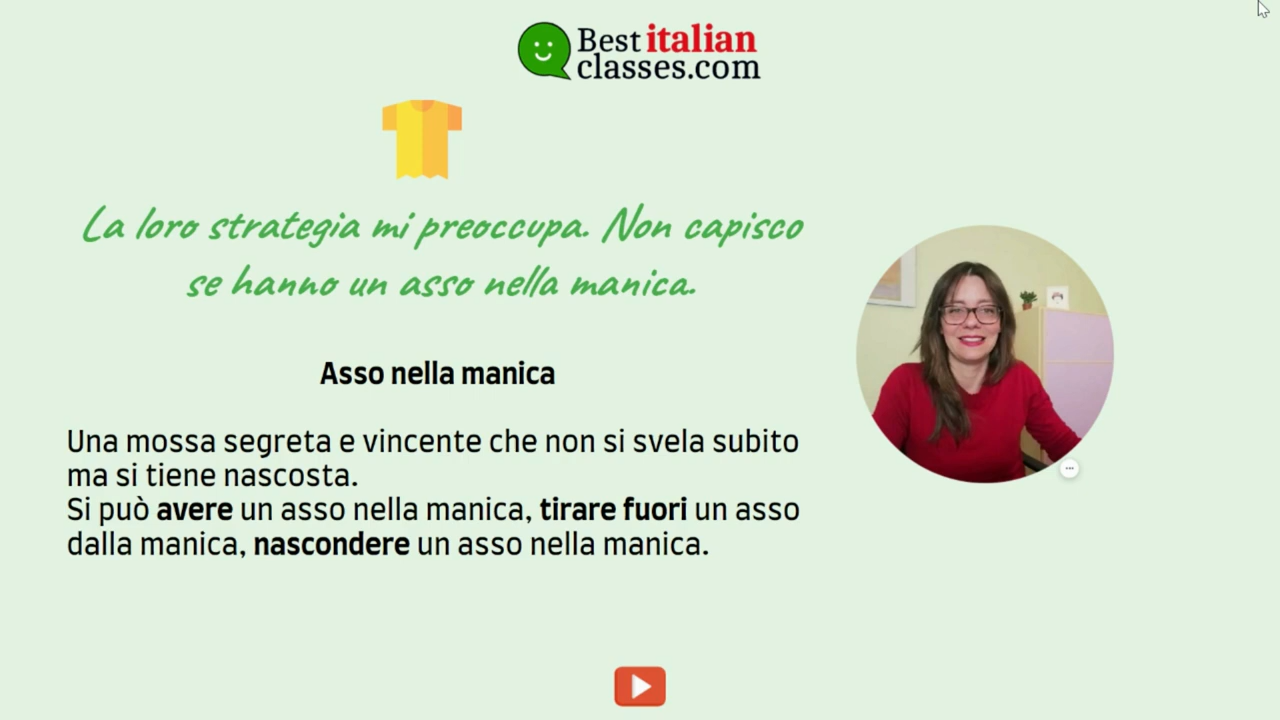 Best italian
classes.com
La loro strategia mi preoccupa. Non capisco
se hanno un asso nella manica.
Asso nella manica
Una mossa segreta e vincente che non si svela subito
ma si tiene nascosta.
Si può avere un asso nella manica, tirare fuori un asso
dalla manica, nascondere un asso nella manica.